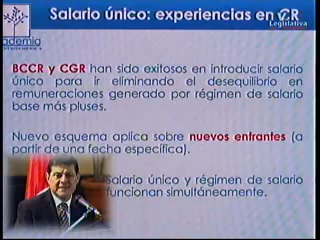 Salario único: experiencias en CR
Legislativa
ademia
BCCR y CGR han sido exitosos en introducir salario
único para ir eliminando el desequilibrio en
remuneraciones generado por régimen de salario
base más pluses.
Nuevo esquema aplica sobre nuevos entrantes (a
partir de una fecha específica).
Salario único y régimen de salario
funcionan simultáneamente.